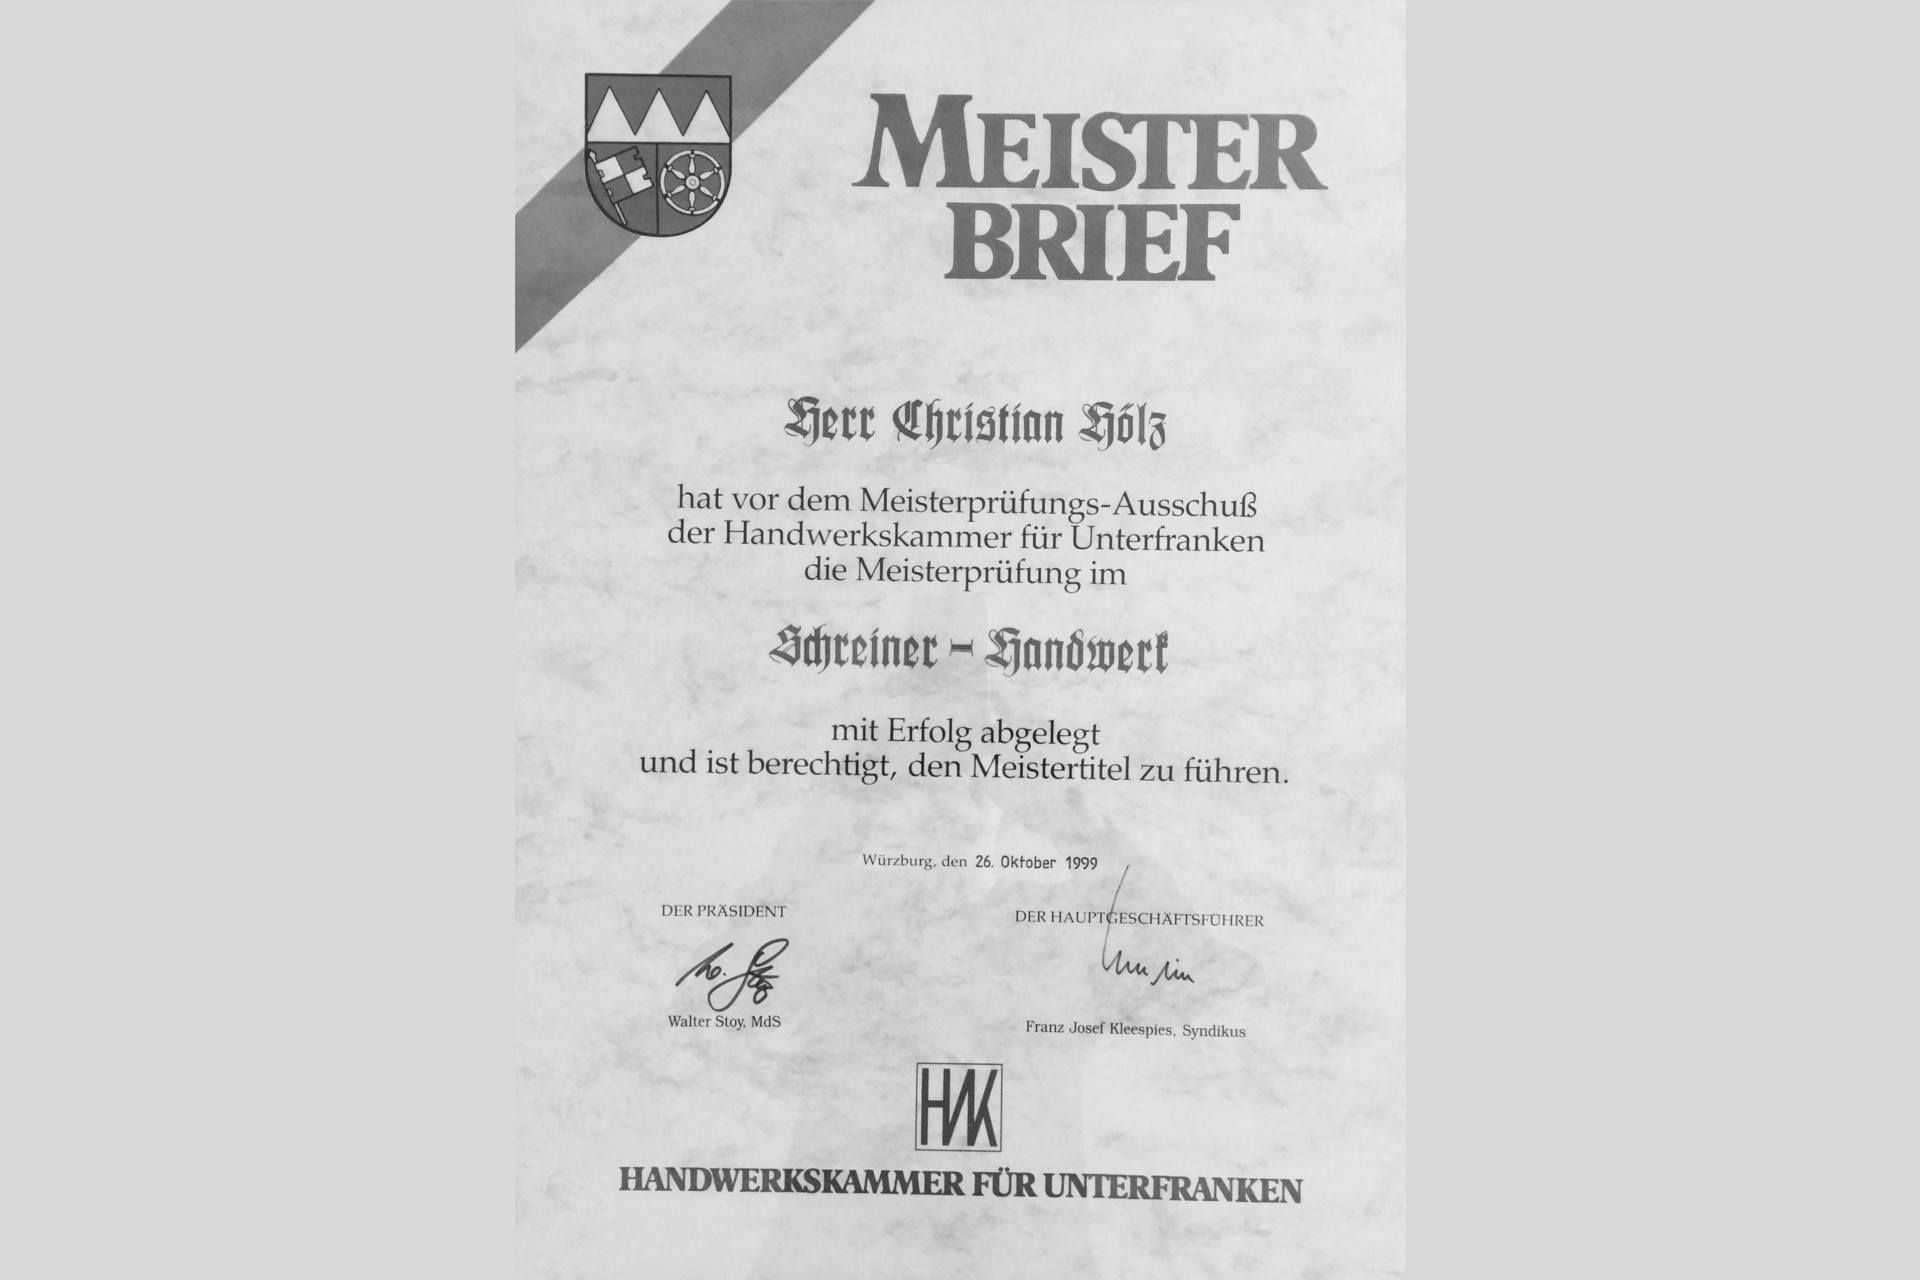 MEISTER
BRIEF
Herr Christian Hölz
hat vor dem Meisterprüfungs-Ausschuß
der Handwerkskammer für Unterfranken
die Meisterprüfung im
Schreiner - Handwerk
mit Erfolg abgelegt
und ist berechtigt, den Meistertitel zu führen.
Würzburg, den 26. Oktober 1999
DER PRÄSIDENT
DER HAUPTGESCHÄFTSFÜHRER
W. Stoy
Walter Stoy, MdS
Franz Josef Kleespies, Syndikus
HWK
HANDWERKSKAMMER FÜR UNTERFRANKEN